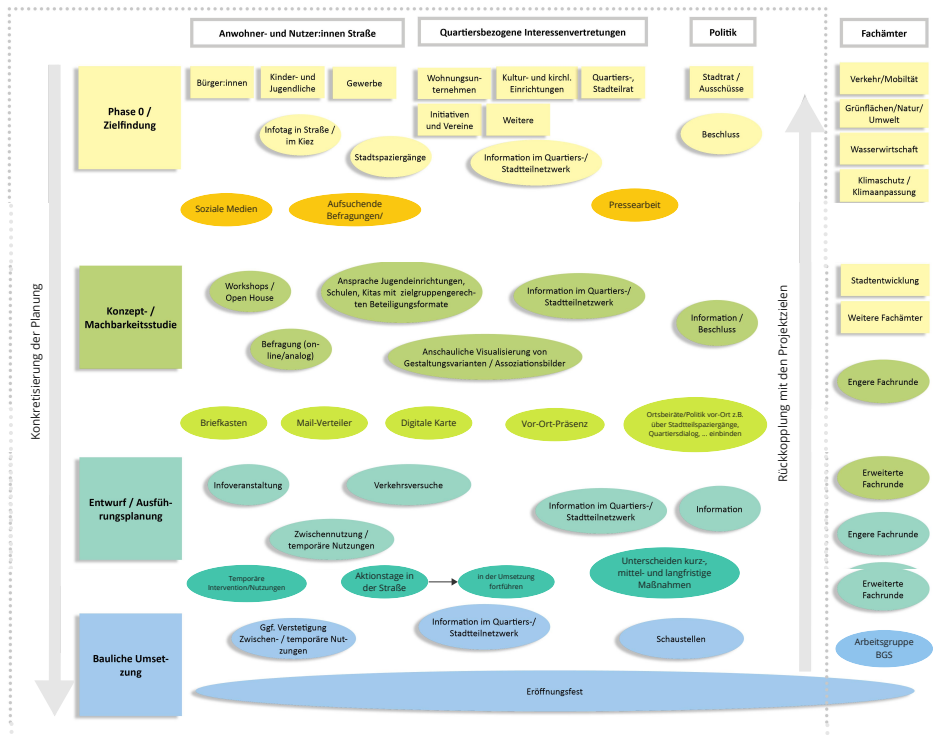 Anwohner- und Nutzer:innen Straße
Quartiersbezogene Interessenvertretungen
Politik
Fachämter
Konkretisierung der Planung
Rückkopplung mit den Projektzielen
Phase 0 /
Zielfindung
Bürger:innen
Kinder- und
Jugendliche
Gewerbe
Wohnungsun-
ternehmen
Kultur- und kirchl.
Einrichtungen
Quartiers-,
Stadtteilrat
Stadtrat /
Ausschüsse
Initiativen
und Vereine
Weitere
Infotag in Straße /
im Kiez
Stadtspaziergänge
Information im Quartiers-/
Stadtteilnetzwerk
Beschluss
Verkehr/Mobiltät
Grünflächen/Natur/
Umwelt
Wasserwirtschaft
Klimaschutz /
Klimaanpassung
Soziale Medien
Aufsuchende
Befragungen/
Pressearbeit
Konzept- /
Machbarkeitsstudie
Workshops /
Open House
Ansprache Jugendeinrichtungen,
Schulen, Kitas mit zielgruppengerech-
ten Beteiligungsformate
Information im Quartiers-/
Stadtteilnetzwerk
Information /
Beschluss
Befragung (on-
line/analog)
Anschauliche Visualisierung von
Gestaltungsvarianten / Assoziationsbilder
Stadtentwicklung
Weitere Fachämter
Engere Fachrunde
Briefkasten
Mail-Verteiler
Digitale Karte
Vor-Ort-Präsenz
Ortsbeiräte/Politik vor-Ort z.B.
über Stadtteilspaziergänge,
Quartiersdialog, ... einbinden
Entwurf / Ausfüh-
rungsplanung
Infoveranstaltung
Verkehrsversuche
Information im Quartiers-/
Stadtteilnetzwerk
Information
Zwischennutzung /
temporäre Nutzungen
Erweiterte
Fachrunde
Engere Fachrunde
Erweiterte
Fachrunde
Temporäre
Intervention/Nutzungen
Aktionstage in
der Straße
in der Umsetzung
fortführen
Unterscheiden kurz-,
mittel- und langfristige
Maßnahmen
Bauliche Umset-
zung
Ggf. Verstetigung
Zwischen- / temporäre Nut-
zungen
Information im Quartiers-/
Stadtteilnetzwerk
Schaustellen
Arbeitsgruppe
BGS
Eröffnungsfest